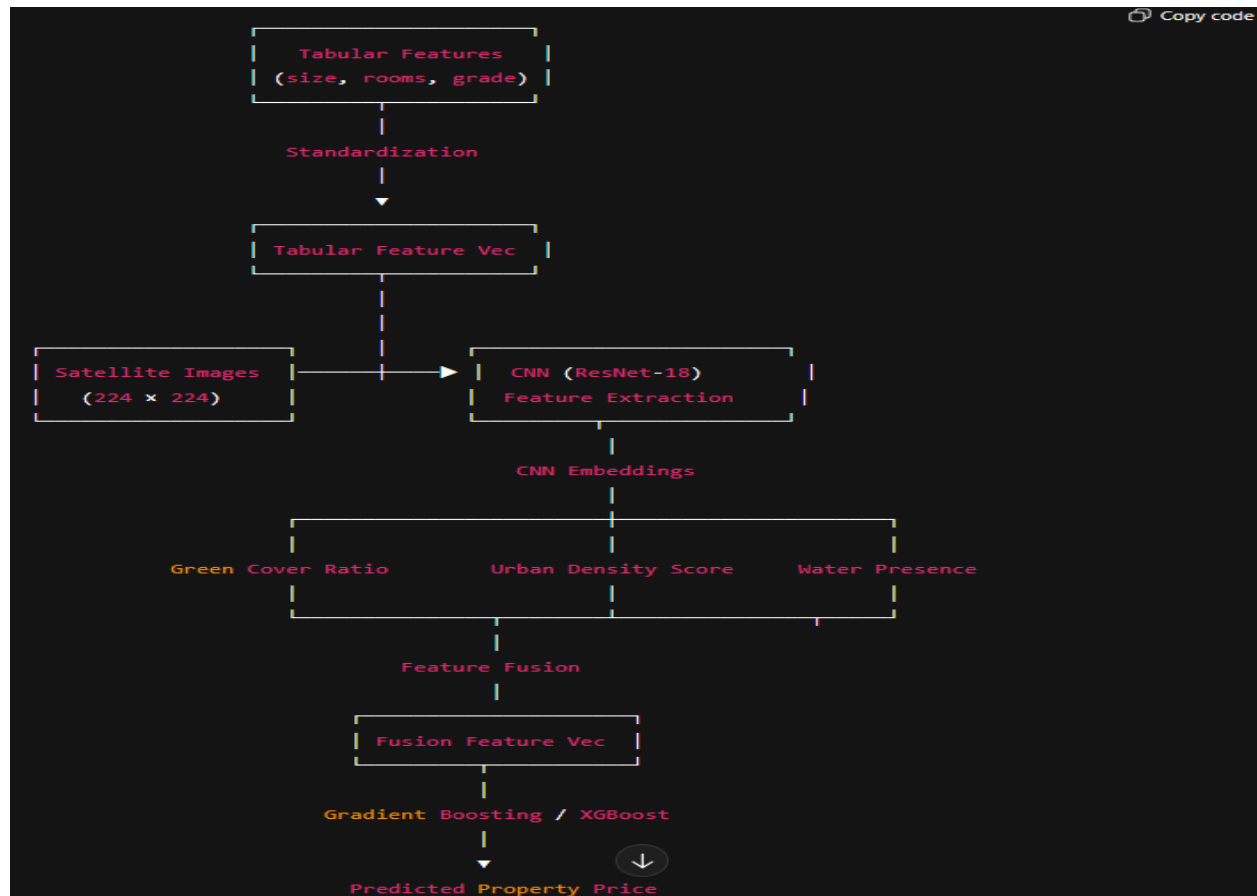 Copy code
Tabular Features
(size, rooms, grade)
Standardization
Tabular Feature Vec
Satellite Images
(224 × 224)
CNN (ResNet-18)
Feature Extraction
CNN Embeddings
Green Cover Ratio Urban Density Score Water Presence
Feature Fusion
Fusion Feature Vec
Gradient Boosting / XGBoost
Predicted Property Price